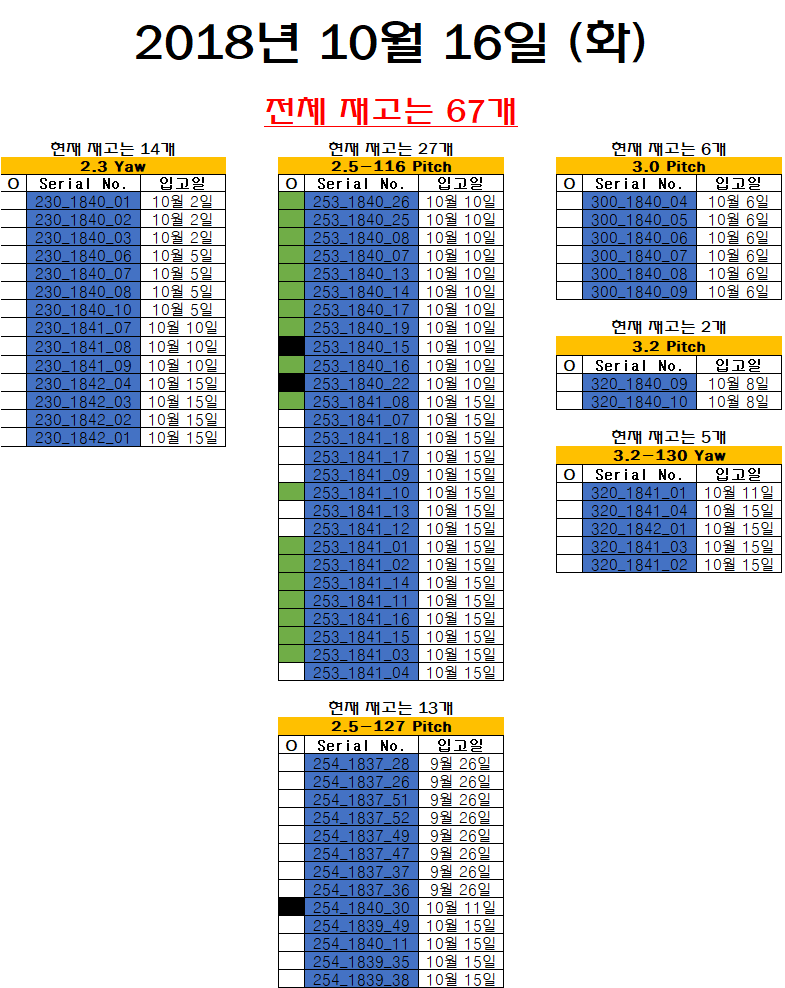 2018년 10월 16일 (화)
전체 재고는 67개
현재 재고는 14개
2.3 Yaw
O Serial No. 입고일
230_1840_01 10월 2일
230_1840_02 10월 2일
230_1840_03 10월 2일
230_1840_06 10월 5일
230_1840_07 10월 5일
230_1840_08 10월 5일
230_1840_10 10월 5일
230_1841_07 10월 10일
230_1841_08 10월 10일
230_1841_09 10월 10일
230_1842_04 10월 15일
230_1842_03 10월 15일
230_1842_02 10월 15일
230_1842_01 10월 15일
현재 재고는 27개
2.5-116 Pitch
O Serial No. 입고일
253_1840_26 10월 10일
253_1840_25 10월 10일
253_1840_08 10월 10일
253_1840_07 10월 10일
253_1840_13 10월 10일
253_1840_14 10월 10일
253_1840_17 10월 10일
253_1840_19 10월 10일
253_1840_15 10월 10일
253_1840_16 10월 10일
253_1840_22 10월 10일
253_1841_08 10월 15일
253_1841_07 10월 15일
253_1841_18 10월 15일
253_1841_17 10월 15일
253_1841_09 10월 15일
253_1841_10 10월 15일
253_1841_13 10월 15일
253_1841_12 10월 15일
253_1841_01 10월 15일
253_1841_02 10월 15일
253_1841_14 10월 15일
253_1841_11 10월 15일
253_1841_16 10월 15일
253_1841_15 10월 15일
253_1841_03 10월 15일
253_1841_04 10월 15일
현재 재고는 13개
2.5-127 Pitch
O Serial No. 입고일
254_1837_28 9월 26일
254_1837_26 9월 26일
254_1837_51 9월 26일
254_1837_52 9월 26일
254_1837_49 9월 26일
254_1837_47 9월 26일
254_1837_37 9월 26일
254_1837_36 9월 26일
254_1840_30 10월 11일
254_1839_49 10월 15일
254_1840_11 10월 15일
254_1839_35 10월 15일
254_1839_38 10월 15일
현재 재고는 6개
3.0 Pitch
O Serial No. 입고일
300_1840_04 10월 6일
300_1840_05 10월 6일
300_1840_06 10월 6일
300_1840_07 10월 6일
300_1840_08 10월 6일
300_1840_09 10월 6일
현재 재고는 2개
3.2 Pitch
O Serial No. 입고일
320_1840_09 10월 8일
320_1840_10 10월 8일
현재 재고는 5개
3.2-130 Yaw
O Serial No. 입고일
320_1841_01 10월 11일
320_1841_04 10월 15일
320_1842_01 10월 15일
320_1841_03 10월 15일
320_1841_02 10월 15일